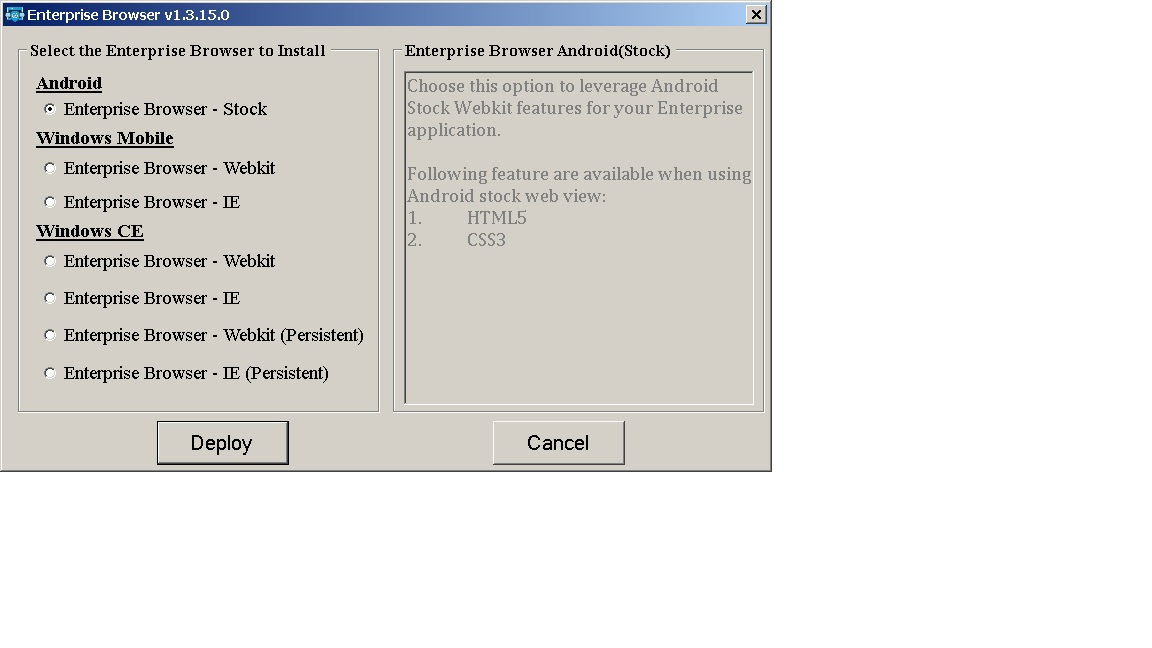 Enterprise Browser v1.3.15.0
Select the Enterprise Browser to Install
Android
Enterprise Browser - Stock
Windows Mobile
Enterprise Browser - Webkit
Enterprise Browser - IE
Windows CE
Enterprise Browser - Webkit
Enterprise Browser - IE
Enterprise Browser - Webkit (Persistent)
Enterprise Browser - IE (Persistent)
Enterprise Browser Android(Stock)
Choose this option to leverage Android
Stock Webkit features for your Enterprise
application.
Following feature are available when using
Android stock web view:
1. HTML5
2. CSS3
Deploy
Cancel